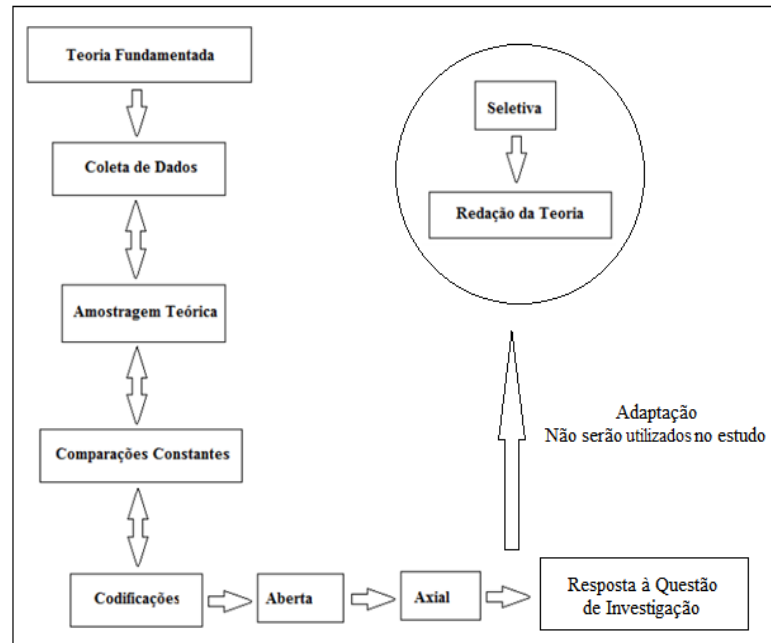 Teoria Fundamentada
Coleta de Dados
Amostragem Teórica
Comparações Constantes
Codificações
Aberta
Axial
Resposta à Questão
de Investigação
Adaptação
Não serão utilizados no estudo
Seletiva
Redação da Teoria